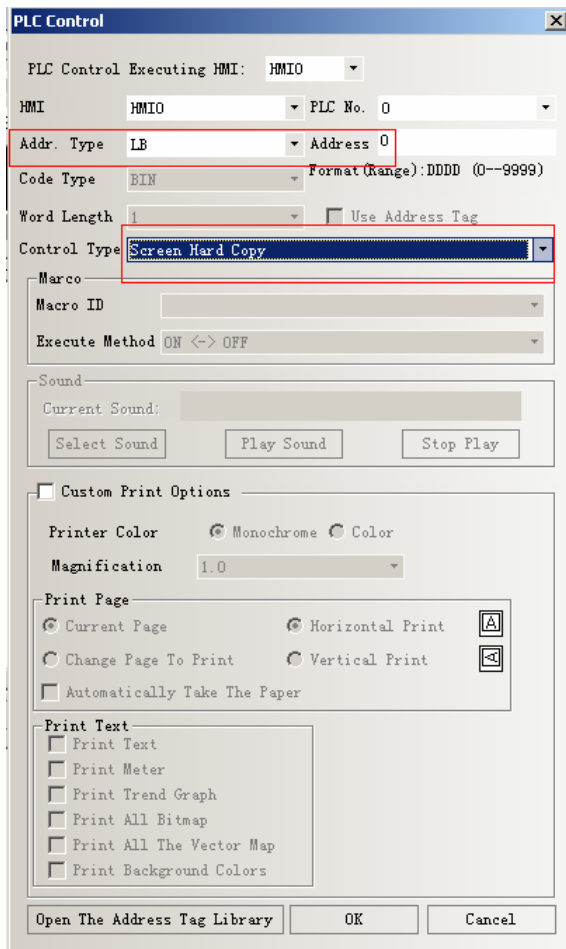 PLC Control
PLC Control Executing HMI: HMI0
HMI HMI0 PLC No. 0
Addr. Type LB Address 0
Code Type BIN Format(Range):DDDD (0--9999)
Word Length 1 Use Address Tag
Control Type Screen Hard Copy
Marco
Macro ID
Execute Method ON <-> OFF
Sound
Current Sound:
Select Sound Play Sound Stop Play
Custom Print Options
Printer Color Monochrome Color
Magnification 1.0
Print Page
Current Page Horizontal Print A
Change Page To Print Vertical Print A
Automatically Take The Paper
Print Text
Print Text
Print Meter
Print Trend Graph
Print All Bitmap
Print All The Vector Map
Print Background Colors
Open The Address Tag Library OK Cancel